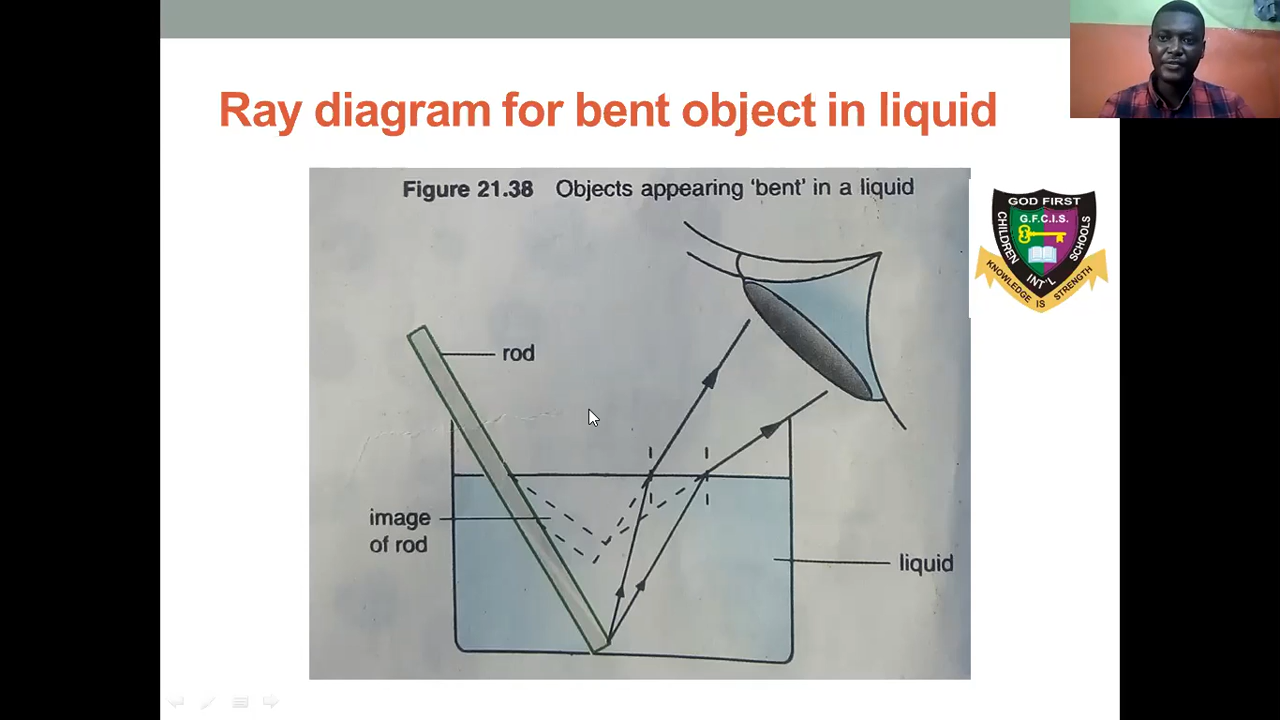 Ray diagram for bent object in liquid
Figure 21.38 Objects appearing 'bent' in a liquid
rod
image
of rod
liquid
GOD FIRST
G.F.C.I.S.
CHILDREN
SCHOOLS
INT'L
KNOWLEDGE IS STRENGTH